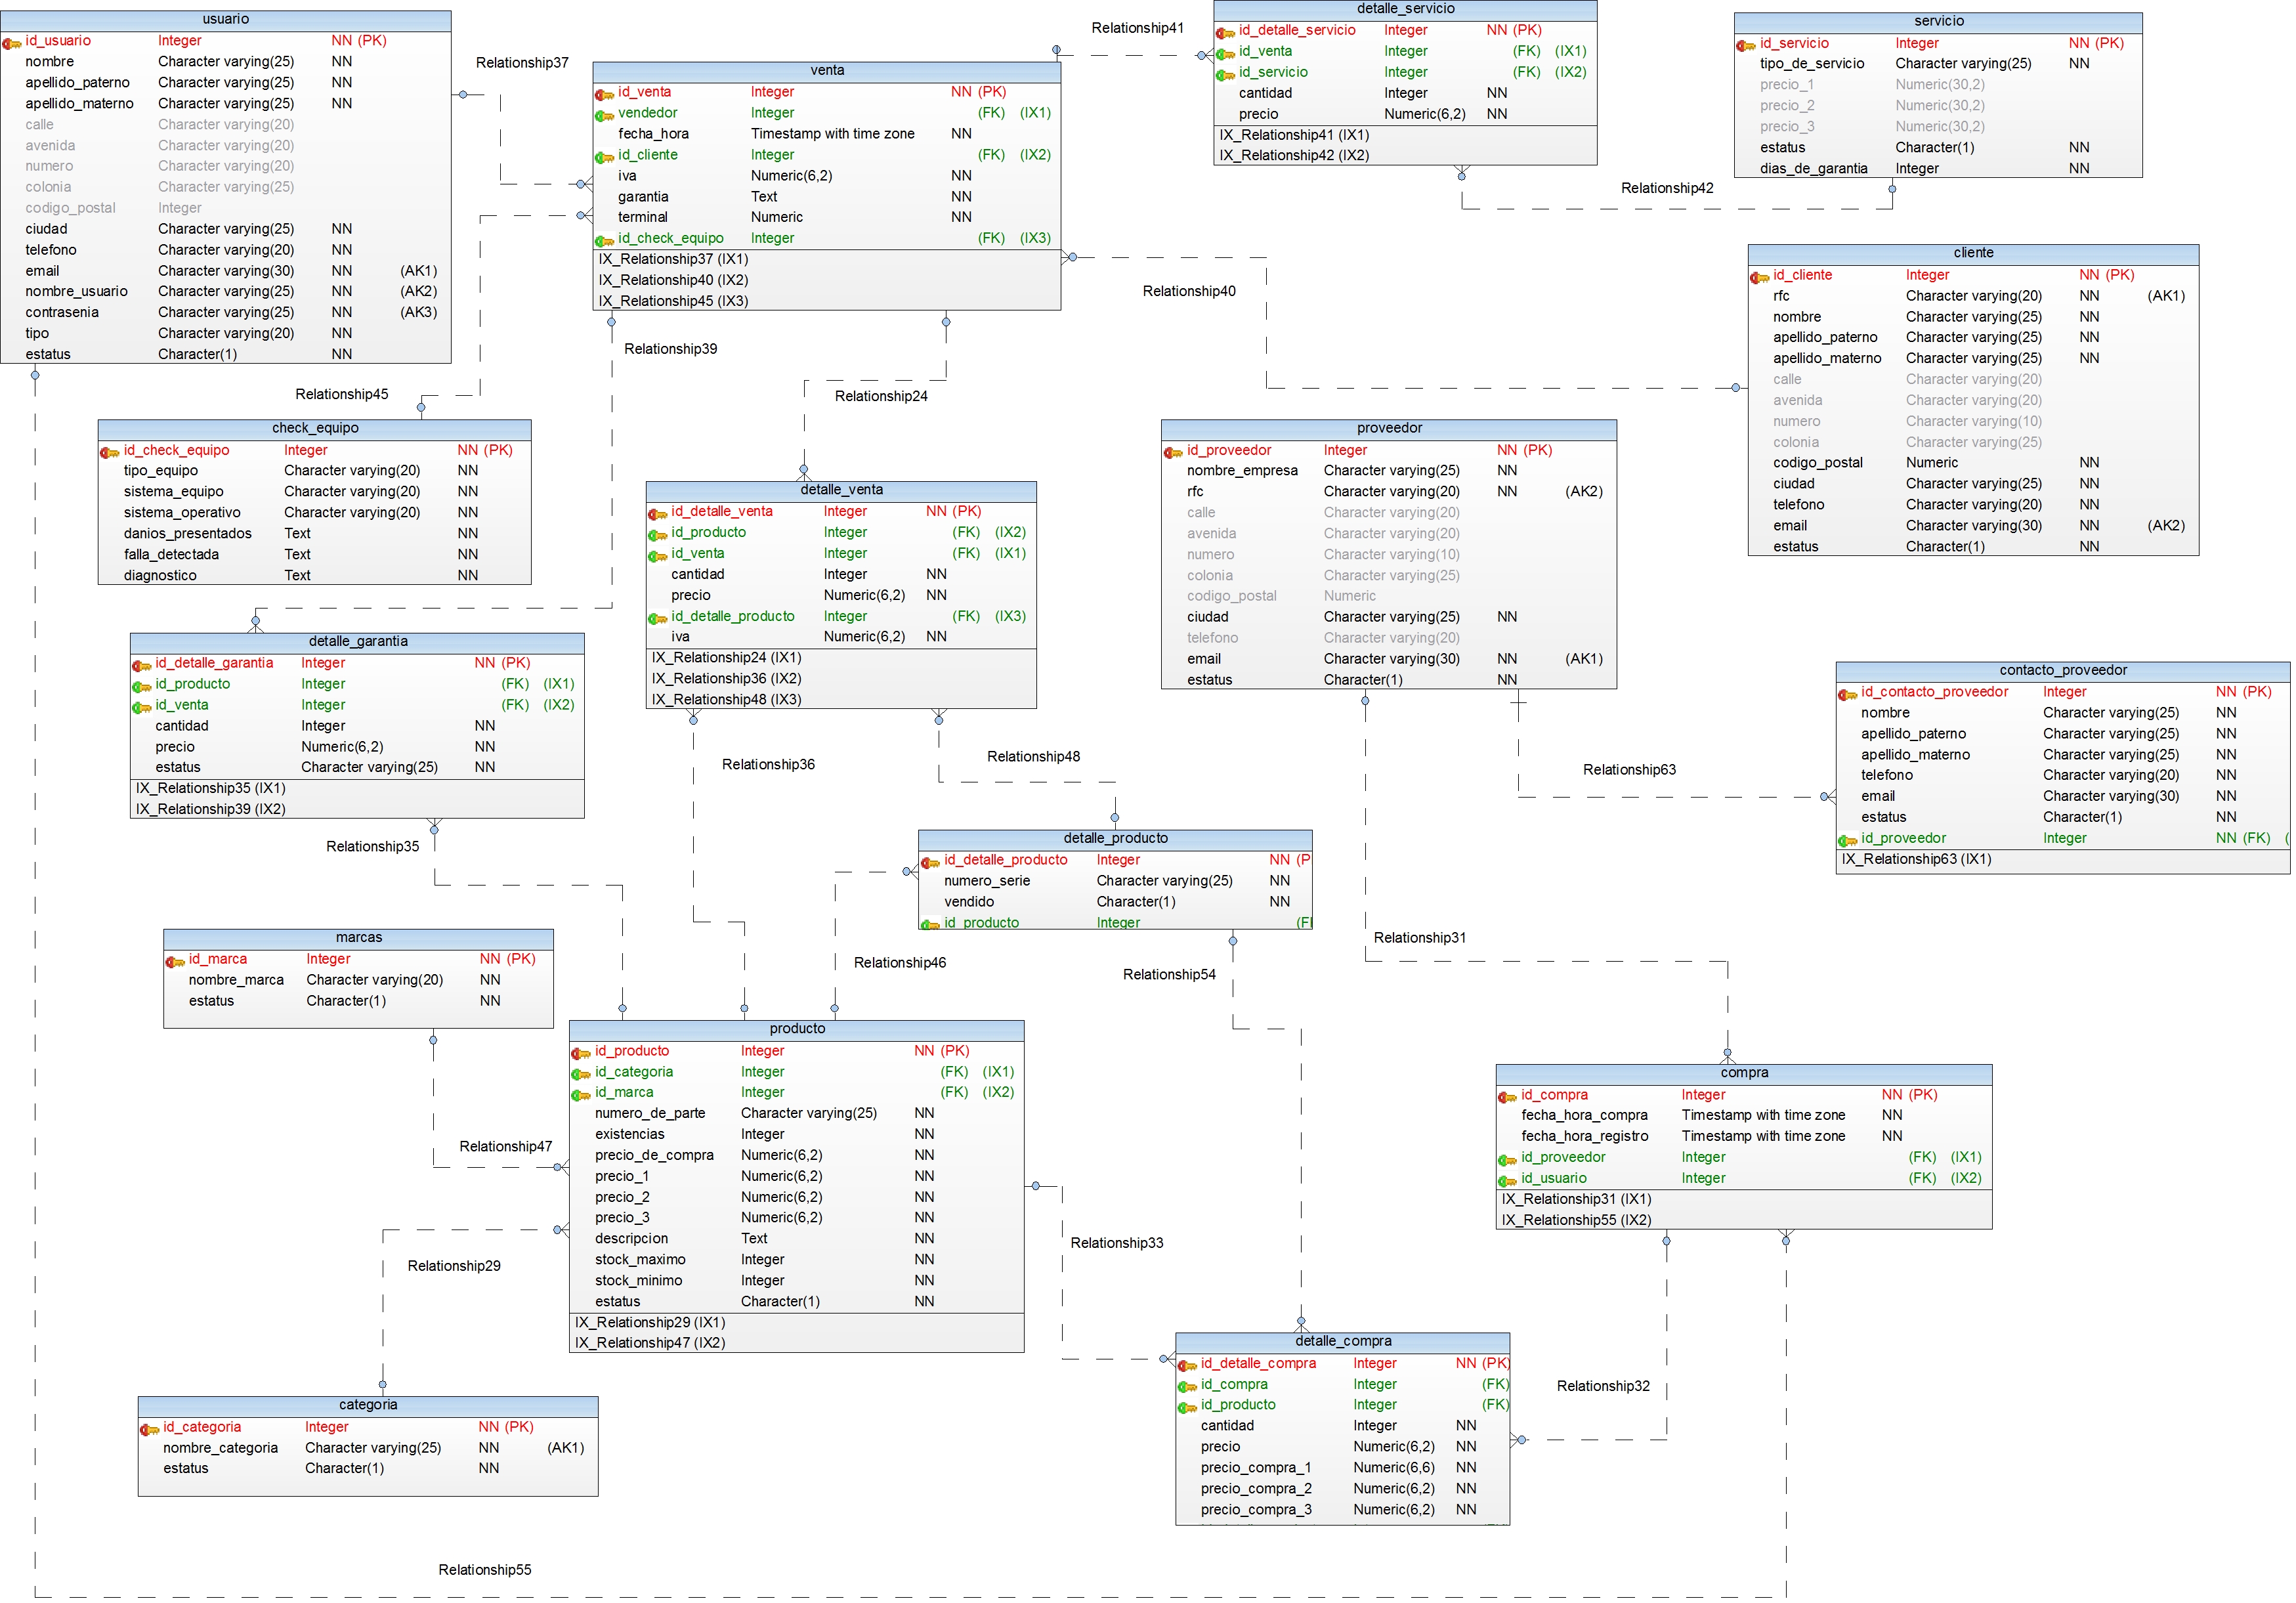 usuario
id_usuario Integer NN (PK)
nombre Character varying(25) NN
apellido_paterno Character varying(25) NN
apellido_materno Character varying(25) NN
calle Character varying(20)
avenida Character varying(20)
numero Character varying(20)
colonia Character varying(25)
codigo_postal Integer
ciudad Character varying(25) NN
telefono Character varying(20) NN
email Character varying(30) NN (AK1)
nombre_usuario Character varying(25) NN (AK2)
contrasenia Character varying(25) NN (AK3)
tipo Character varying(20) NN
estatus Character(1) NN
Relationship37
venta
id_venta Integer NN (PK)
vendedor Integer (FK) (IX1)
fecha_hora Timestamp with time zone NN
id_cliente Integer (FK) (IX2)
iva Numeric(6,2) NN
garantia Text NN
terminal Numeric NN
id_check_equipo Integer (FK) (IX3)
IX_Relationship37 (IX1)
IX_Relationship40 (IX2)
IX_Relationship45 (IX3)
Relationship41
detalle_servicio
id_detalle_servicio Integer NN (PK)
id_venta Integer (FK) (IX1)
id_servicio Integer (FK) (IX2)
cantidad Integer NN
precio Numeric(6,2) NN
IX_Relationship41 (IX1)
IX_Relationship42 (IX2)
servicio
id_servicio Integer NN (PK)
tipo_de_servicio Character varying(25) NN
precio_1 Numeric(30,2)
precio_2 Numeric(30,2)
precio_3 Numeric(30,2)
estatus Character(1) NN
dias_de_garantia Integer NN
Relationship42
Relationship40
cliente
id_cliente Integer NN (PK)
rfc Character varying(20) NN (AK1)
nombre Character varying(25) NN
apellido_paterno Character varying(25) NN
apellido_materno Character varying(25) NN
calle Character varying(20)
avenida Character varying(20)
numero Character varying(10)
colonia Character varying(25)
codigo_postal Numeric NN
ciudad Character varying(25) NN
telefono Character varying(20) NN
email Character varying(30) NN (AK2)
estatus Character(1) NN
Relationship39
Relationship45
Relationship24
check_equipo
id_check_equipo Integer NN (PK)
tipo_equipo Character varying(20) NN
sistema_equipo Character varying(20) NN
sistema_operativo Character varying(20) NN
danios_presentados Text NN
falla_detectada Text NN
diagnostico Text NN
detalle_venta
id_detalle_venta Integer NN (PK)
id_producto Integer (FK) (IX2)
id_venta Integer (FK) (IX1)
cantidad Integer NN
precio Numeric(6,2) NN
id_detalle_producto Integer (FK) (IX3)
iva Numeric(6,2) NN
IX_Relationship24 (IX1)
IX_Relationship36 (IX2)
IX_Relationship48 (IX3)
proveedor
id_proveedor Integer NN (PK)
nombre_empresa Character varying(25) NN
rfc Character varying(20) NN (AK2)
calle Character varying(20)
avenida Character varying(20)
numero Character varying(10)
colonia Character varying(25)
codigo_postal Numeric
ciudad Character varying(25) NN
telefono Character varying(20)
email Character varying(30) NN (AK1)
estatus Character(1) NN
detalle_garantia
id_detalle_garantia Integer NN (PK)
id_producto Integer (FK) (IX1)
id_venta Integer (FK) (IX2)
cantidad Integer NN
precio Numeric(6,2) NN
estatus Character varying(25) NN
IX_Relationship35 (IX1)
IX_Relationship39 (IX2)
contacto_proveedor
id_contacto_proveedor Integer NN (PK)
nombre Character varying(25) NN
apellido_paterno Character varying(25) NN
apellido_materno Character varying(25) NN
telefono Character varying(20) NN
email Character varying(30) NN
estatus Character(1) NN
id_proveedor Integer NN (FK) (
IX_Relationship63 (IX1)
Relationship36
Relationship48
Relationship63
Relationship35
detalle_producto
id_detalle_producto Integer NN (P
numero_serie Character varying(25) NN
vendido Character(1) NN
id_producto Integer (F
Relationship31
Relationship46
Relationship54
marcas
id_marca Integer NN (PK)
nombre_marca Character varying(20) NN
estatus Character(1) NN
producto
id_producto Integer NN (PK)
id_categoria Integer (FK) (IX1)
id_marca Integer (FK) (IX2)
numero_de_parte Character varying(25) NN
existencias Integer NN
precio_de_compra Numeric(6,2) NN
precio_1 Numeric(6,2) NN
precio_2 Numeric(6,2) NN
precio_3 Numeric(6,2) NN
descripcion Text NN
stock_maximo Integer NN
stock_minimo Integer NN
estatus Character(1) NN
IX_Relationship29 (IX1)
IX_Relationship47 (IX2)
Relationship47
Relationship29
Relationship33
compra
id_compra Integer NN (PK)
fecha_hora_compra Timestamp with time zone NN
fecha_hora_registro Timestamp with time zone NN
id_proveedor Integer (FK) (IX1)
id_usuario Integer (FK) (IX2)
IX_Relationship31 (IX1)
IX_Relationship55 (IX2)
categoria
id_categoria Integer NN (PK)
nombre_categoria Character varying(25) NN (AK1)
estatus Character(1) NN
detalle_compra
id_detalle_compra Integer NN (PK)
id_compra Integer (FK)
id_producto Integer (FK)
cantidad Integer NN
precio Numeric(6,2) NN
precio_compra_1 Numeric(6,6) NN
precio_compra_2 Numeric(6,2) NN
precio_compra_3 Numeric(6,2) NN
Relationship32
Relationship55